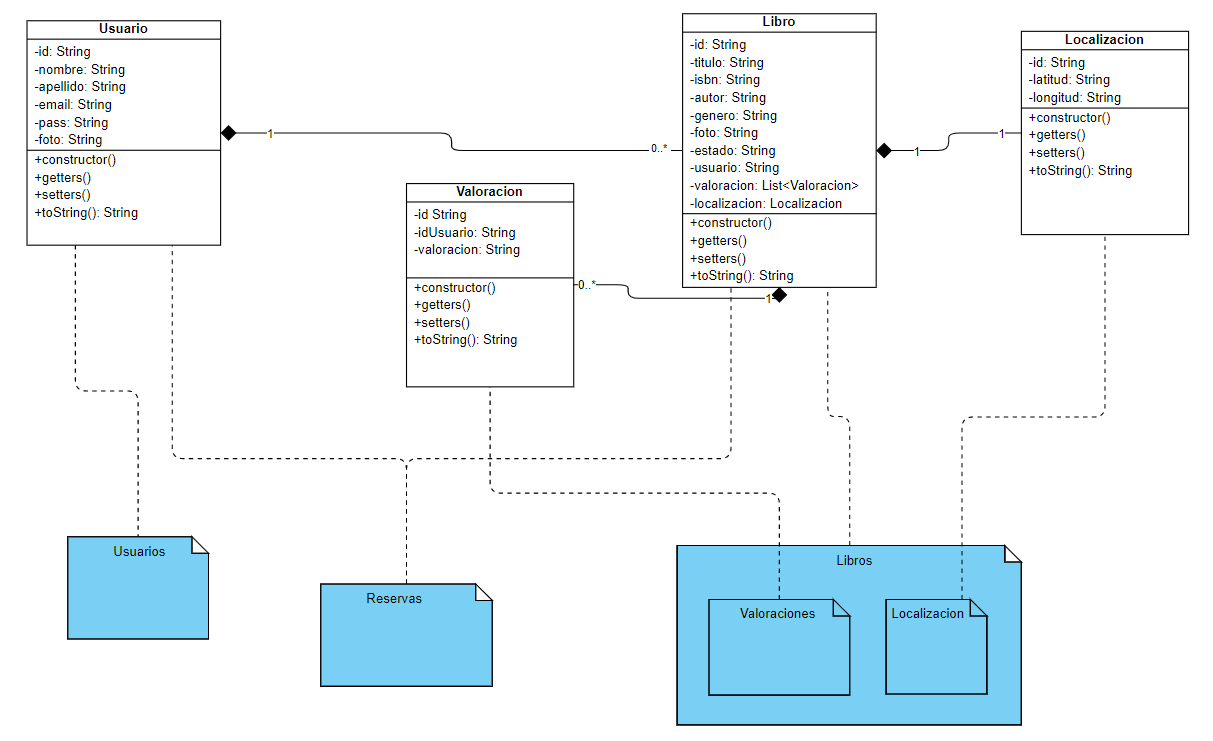 Usuario
-id: String
-nombre: String
-apellido: String
-email: String
-pass: String
-foto: String
+constructor()
+getters()
+setters()
+toString(): String
1
0..*
Libro
-id: String
-titulo: String
-isbn: String
-autor: String
-genero: String
-foto: String
-estado: String
-usuario: String
-valoracion: List<Valoracion>
-localizacion: Localizacion
+constructor()
+getters()
+setters()
+toString(): String
1
1
Localizacion
-id: String
-latitud: String
-longitud: String
+constructor()
+getters()
+setters()
+toString(): String
Valoracion
-id String
-idUsuario: String
-valoracion: String
+constructor()
+getters()
+setters()
+toString(): String
0..*
1
Usuarios
Reservas
Libros
Valoraciones
Localizacion